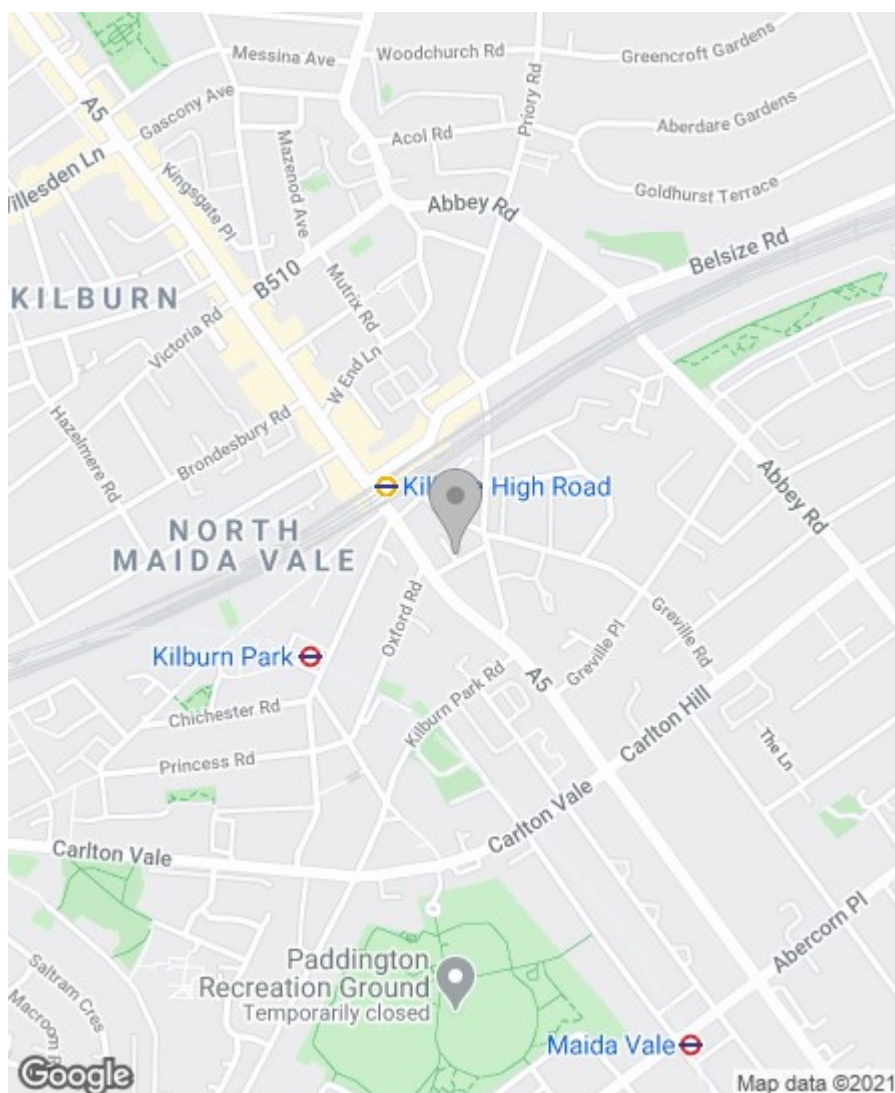 Messina Ave
Woodchurch Rd
Greencroft Gardens
A5
Gascony Ave
Priory Rd
Aberdare Gardens
Acol Rd
Mazenod Ave
Willesden Ln
Kingsgate Pl
Goldhurst Terrace
Abbey Rd
Belsize Rd
B510
KILBURN
Mutrix Rd
Victoria Rd
W End Ln
Hazelmere Rd
Brondesbury Rd
Abbey Rd
High Road
NORTH
MAIDA VALE
Oxford Rd
Greville Rd
Greville Pl
Kilburn Park
Kilburn Park Rd
A5
Chichester Rd
Carlton Hill
The Ln
Princess Rd
Carlton Vale
Carlton Vale
Abercorn Pl
Paddington
Recreation Ground
Temporarily closed
Saltram Cres
Macroom
Maida Vale
Google
Map data ©2021